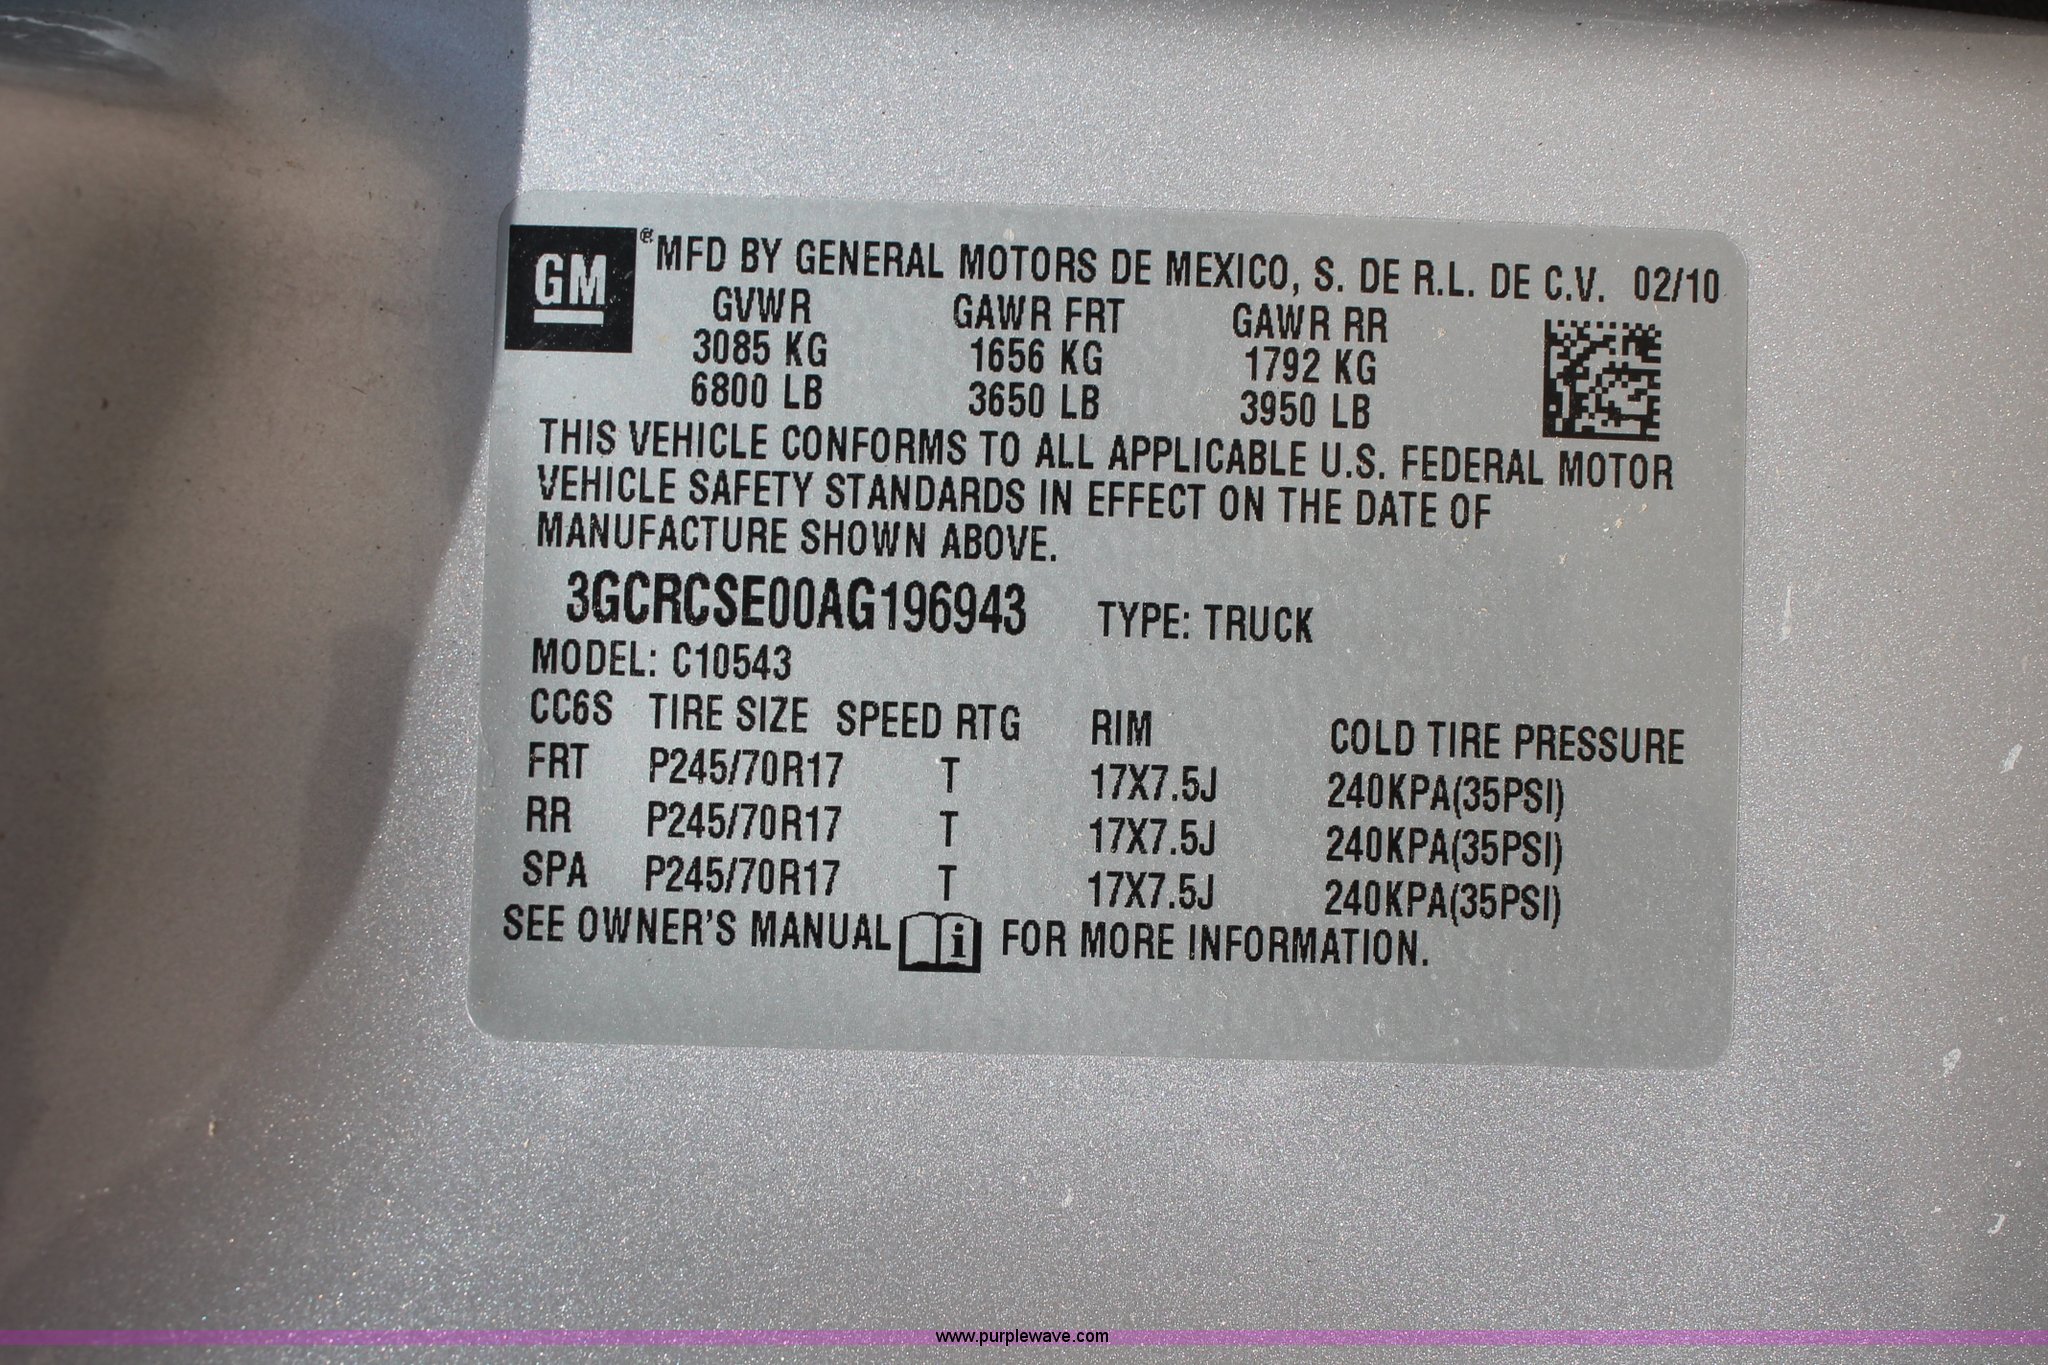 GM ® MFD BY GENERAL MOTORS DE MEXICO, S. DE R.L. DE C.V. 02/10
GVWR GAWR FRT GAWR RR
3085 KG 1656 KG 1792 KG
6800 LB 3650 LB 3950 LB
THIS VEHICLE CONFORMS TO ALL APPLICABLE U.S. FEDERAL MOTOR
VEHICLE SAFETY STANDARDS IN EFFECT ON THE DATE OF
MANUFACTURE SHOWN ABOVE.
3GCRCSE00AG196943 TYPE: TRUCK
MODEL: C10543
CC6S TIRE SIZE SPEED RTG RIM COLD TIRE PRESSURE
FRT P245/70R17 T 17X7.5J 240KPA(35PSI)
RR P245/70R17 T 17X7.5J 240KPA(35PSI)
SPA P245/70R17 T 17X7.5J 240KPA(35PSI)
SEE OWNER'S MANUAL i FOR MORE INFORMATION.
www.purplewave.com